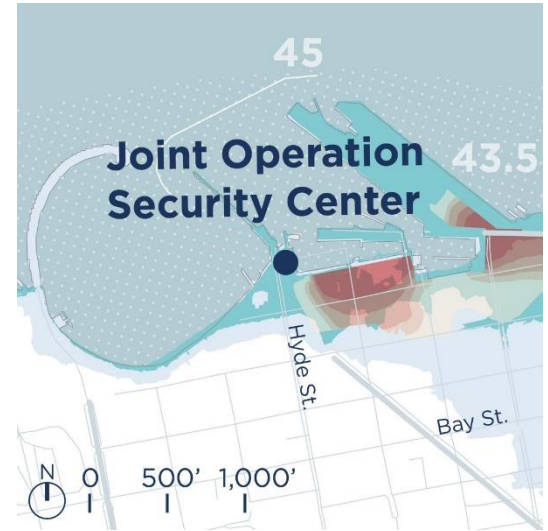 45
Joint Operation
Security Center
43.5
Hyde St.
Bay St.
N
0 500’ 1,000’